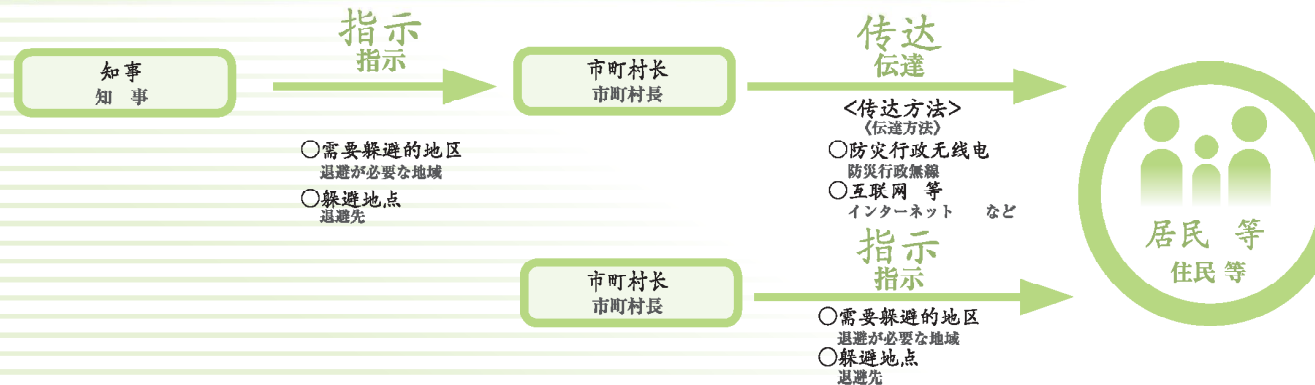 指示
指示
知事
知　事
○需要躲避的地区
退避が必要な地域
○躲避地点
退避先
市町村长
市町村長
传达
伝達
<传达方法>
《伝達方法》
○防灾行政无线电
防災行政無線
○互联网　等
インターネット　　など
市町村长
市町村長
指示
指示
○需要躲避的地区
退避が必要な地域
○躲避地点
退避先
居民　等
住民 等